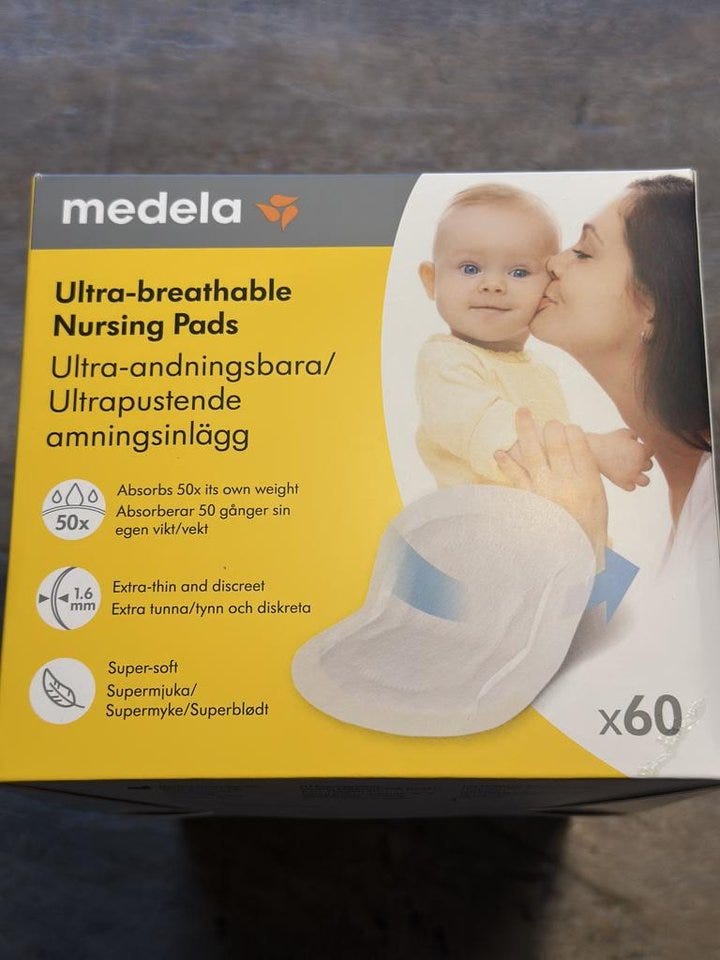 medela
Ultra-breathable
Nursing Pads
Ultra-andningsbara/
Ultrapustende
amningsinlägg
50x
Absorbs 50x its own weight
Absorberar 50 gånger sin
egen vikt/vekt
1.6
mm
Extra-thin and discreet
Extra tunna/tynn och diskreta
Super-soft
Supermjuka/
Supermyke/Superblødt
x60